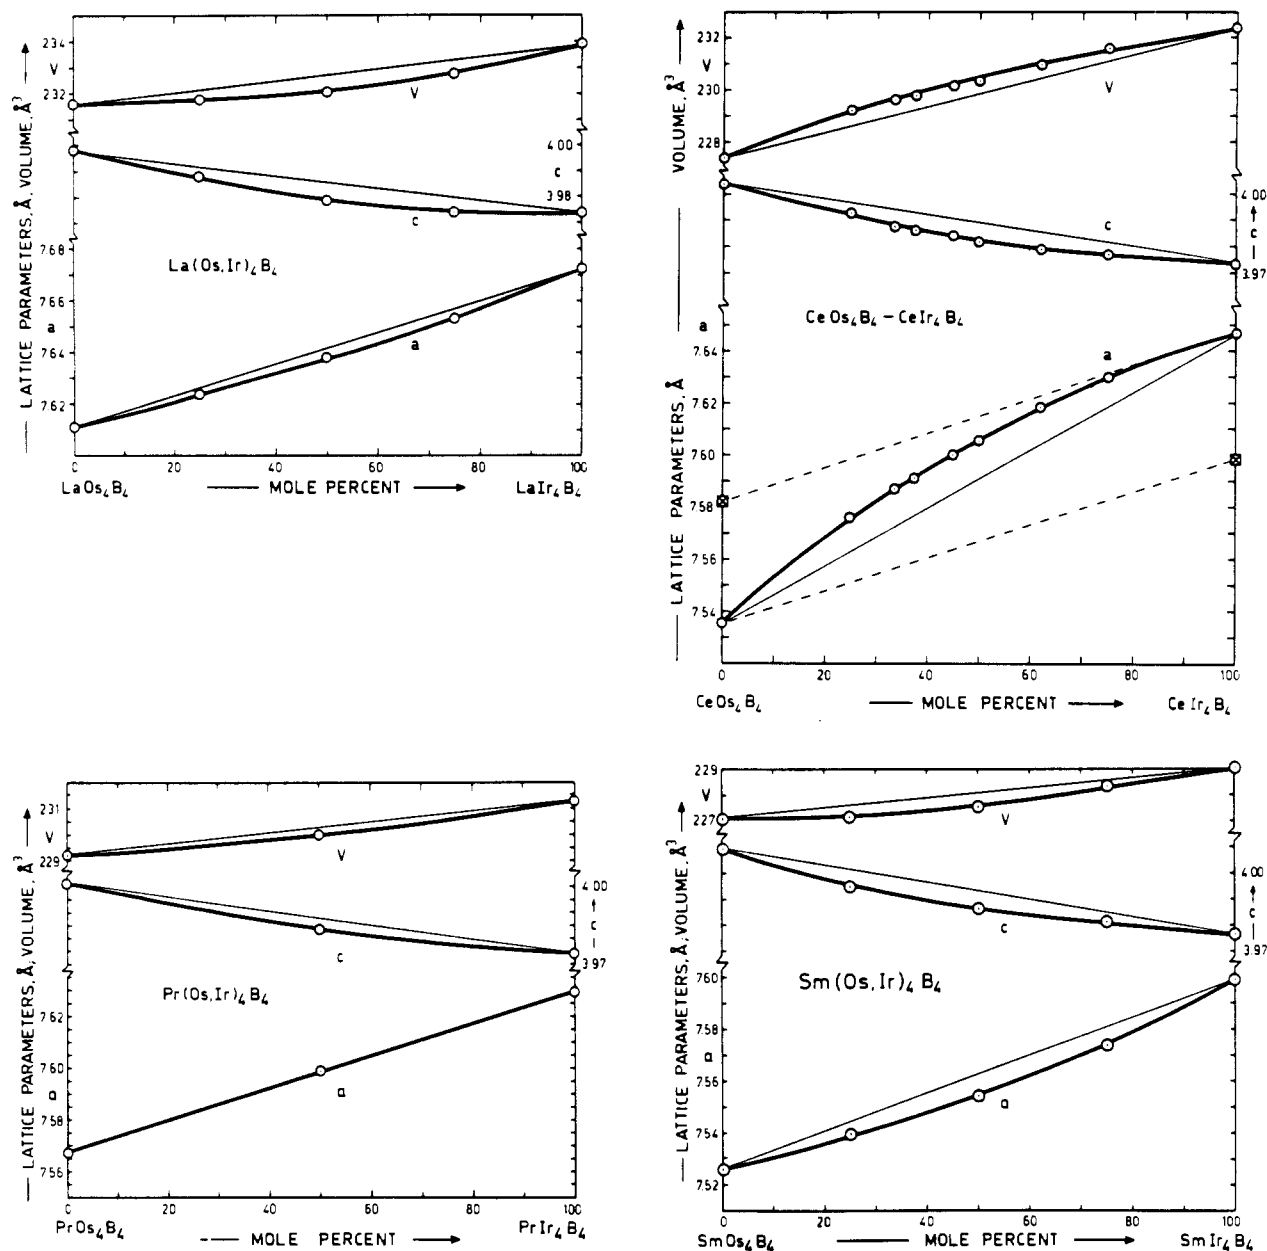 234
V
232
4.00
c
3.98
c
V
7.68
La(Os,Ir)₄B₄
7.66
a
7.64
a
7.62
LATTICE PARAMETERS, Å, VOLUME, Å³
0 20 40 60 80 100
LaOs₄B₄ MOLE PERCENT LaIr₄B₄
232
V
230
V
228
VOLUME, Å³
4.00
c
c
3.97
CeOs₄B₄ – CeIr₄B₄
a
7.64
a
7.62
7.60
7.58
7.56
7.54
LATTICE PARAMETERS, Å
0 20 40 60 80 100
CeOs₄B₄ MOLE PERCENT CeIr₄B₄
231
V
229
V
4.00
c
c
3.97
Pr(Os,Ir)₄B₄
7.62
7.60
a
a
7.58
7.56
LATTICE PARAMETERS, Å, VOLUME, Å³
0 20 40 60 80 100
PrOs₄B₄ MOLE PERCENT PrIr₄B₄
229
V
227
V
4.00
c
c
3.97
7.60
Sm(Os,Ir)₄B₄
7.58
a
7.56
a
7.54
7.52
LATTICE PARAMETERS, Å, VOLUME, Å³
0 20 40 60 80 100
SmOs₄B₄ MOLE PERCENT SmIr₄B₄